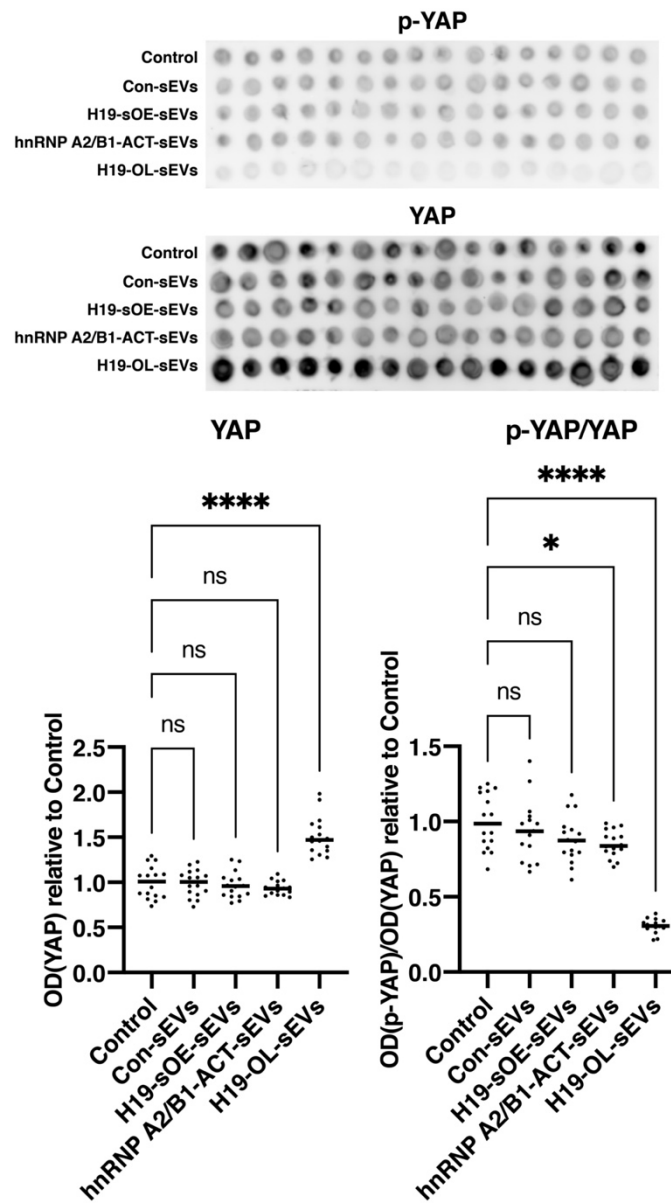 p-YAP
Control
Con-sEVs
H19-sOE-sEVs
hnRNP A2/B1-ACT-sEVs
H19-OL-sEVs
YAP
Control
Con-sEVs
H19-sOE-sEVs
hnRNP A2/B1-ACT-sEVs
H19-OL-sEVs
YAP
****
ns
ns
ns
OD(YAP) relative to Control
2.5
2.0
1.5
1.0
0.5
0.0
Control
Con-sEVs
H19-sOE-sEVs
hnRNP A2/B1-ACT-sEVs
H19-OL-sEVs
p-YAP/YAP
****
*
ns
ns
OD(p-YAP)/OD(YAP) relative to Control
1.5
1.0
0.5
0.0
Control
Con-sEVs
H19-sOE-sEVs
hnRNP A2/B1-ACT-sEVs
H19-OL-sEVs